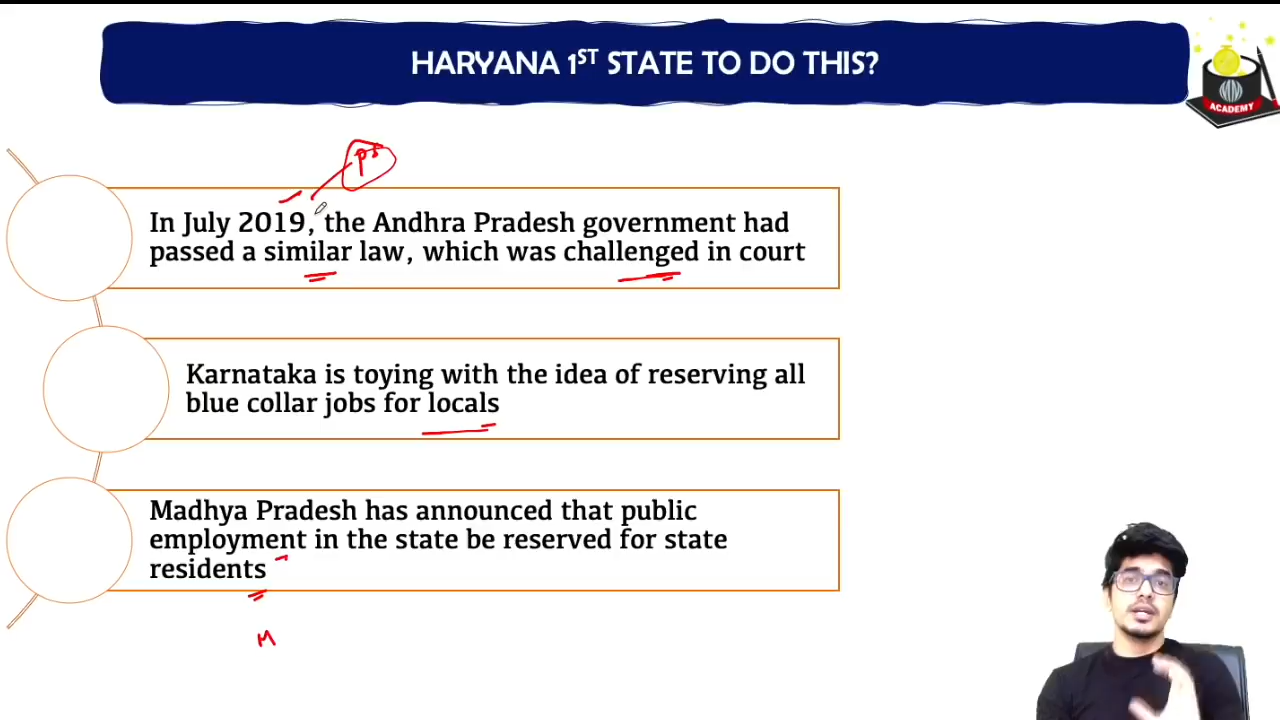 HARYANA 1ST STATE TO DO THIS?
ACADEMY
In July 2019, the Andhra Pradesh government had
passed a similar law, which was challenged in court
Karnataka is toying with the idea of reserving all
blue collar jobs for locals
Madhya Pradesh has announced that public
employment in the state be reserved for state
residents
M